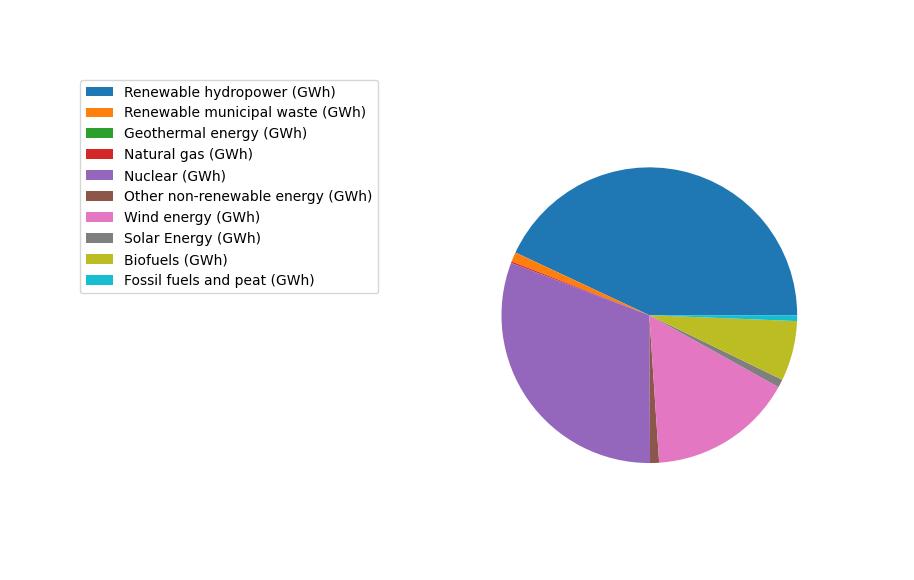 Renewable hydropower (GWh)
Renewable municipal waste (GWh)
Geothermal energy (GWh)
Natural gas (GWh)
Nuclear (GWh)
Other non-renewable energy (GWh)
Wind energy (GWh)
Solar Energy (GWh)
Biofuels (GWh)
Fossil fuels and peat (GWh)